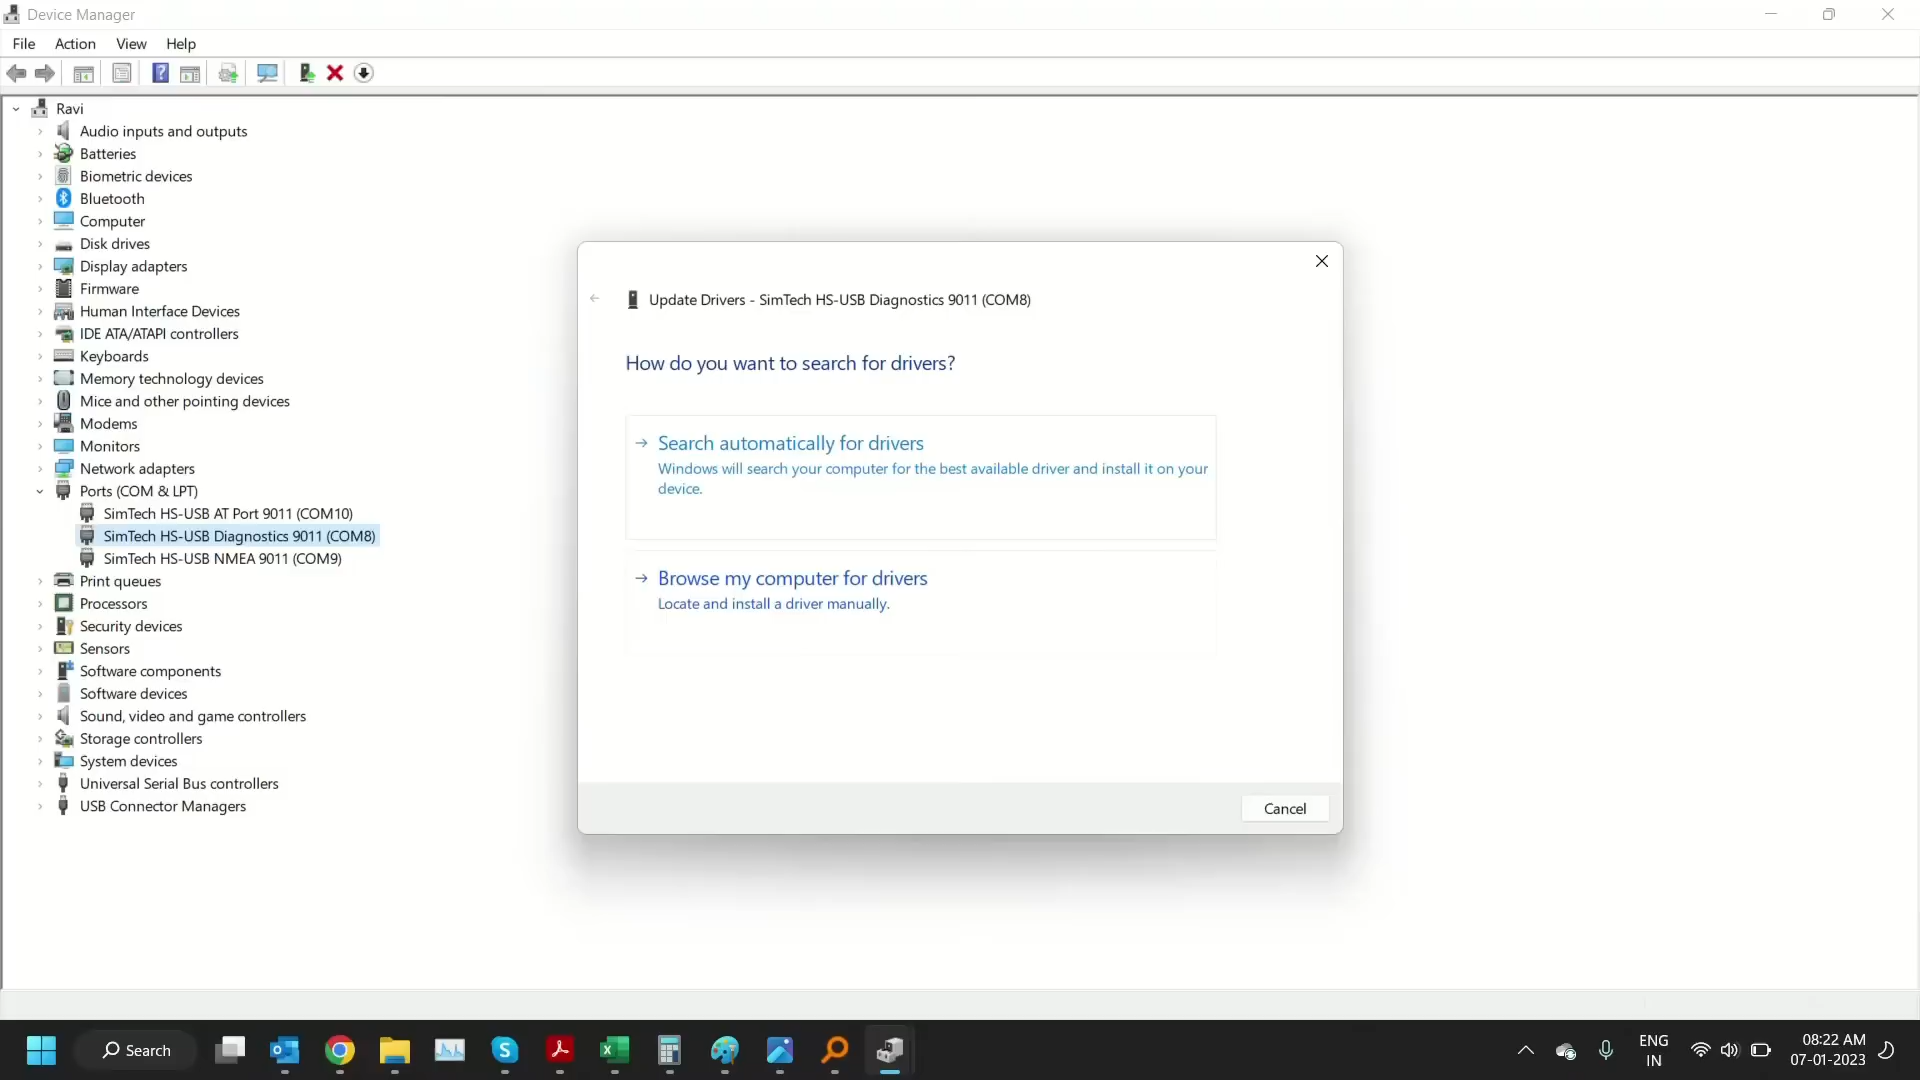 Device Manager
File Action View Help
Ravi
Audio inputs and outputs
Batteries
Biometric devices
Bluetooth
Computer
Disk drives
Display adapters
Firmware
Human Interface Devices
IDE ATA/ATAPI controllers
Keyboards
Memory technology devices
Mice and other pointing devices
Modems
Monitors
Network adapters
Ports (COM & LPT)
SimTech HS-USB AT Port 9011 (COM10)
SimTech HS-USB Diagnostics 9011 (COM8)
SimTech HS-USB NMEA 9011 (COM9)
Print queues
Processors
Security devices
Sensors
Software components
Software devices
Sound, video and game controllers
Storage controllers
System devices
Universal Serial Bus controllers
USB Connector Managers
Update Drivers - SimTech HS-USB Diagnostics 9011 (COM8)
How do you want to search for drivers?
Search automatically for drivers
Windows will search your computer for the best available driver and install it on your
device.
Browse my computer for drivers
Locate and install a driver manually.
Cancel
Search
ENG
IN
08:22 AM
07-01-2023